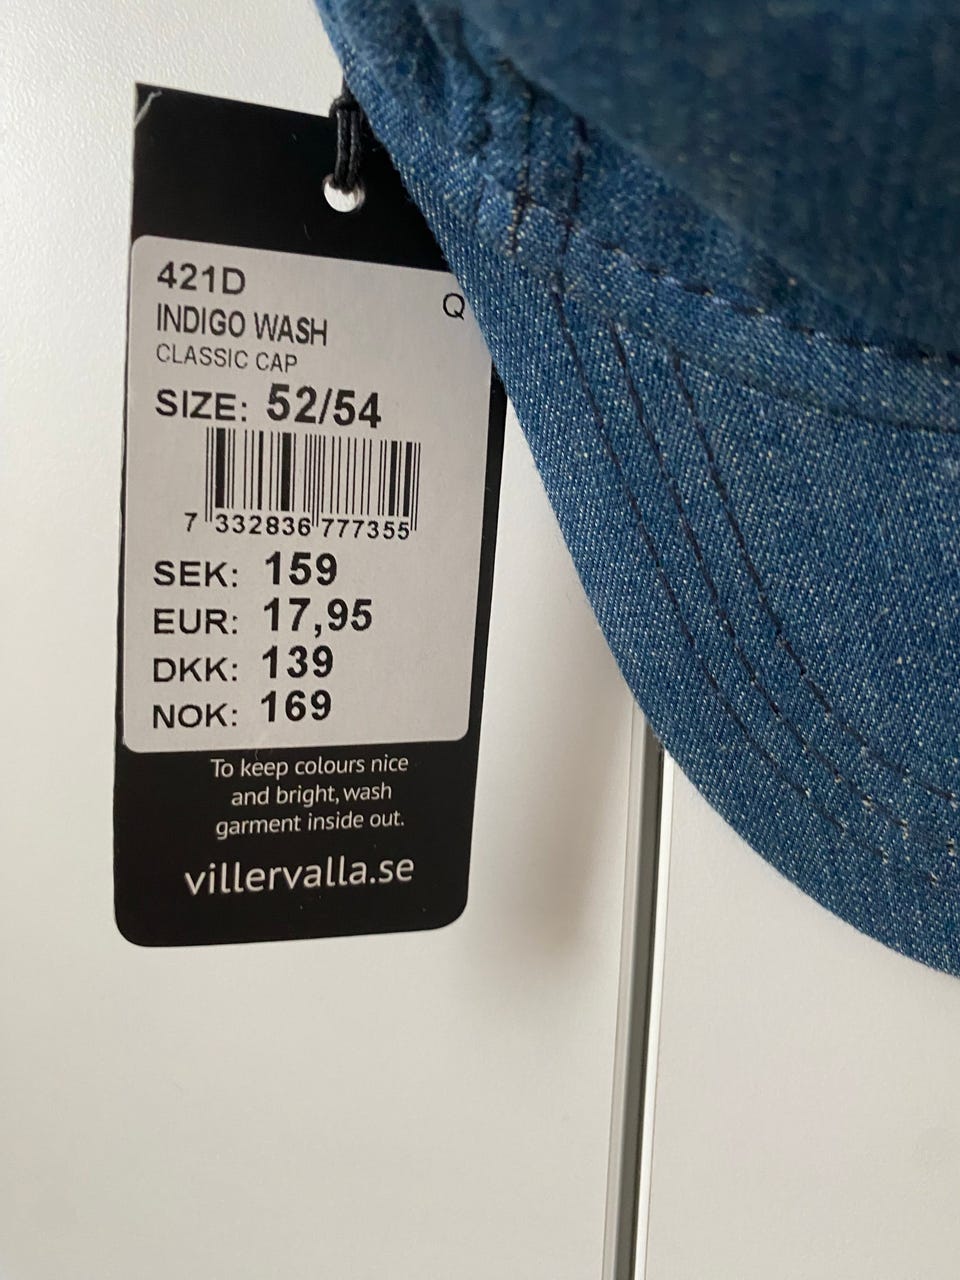 421D
Q
INDIGO WASH
CLASSIC CAP
SIZE: 52/54
7 332836 777355
SEK: 159
EUR: 17,95
DKK: 139
NOK: 169
To keep colours nice
and bright, wash
garment inside out.
villervalla.se